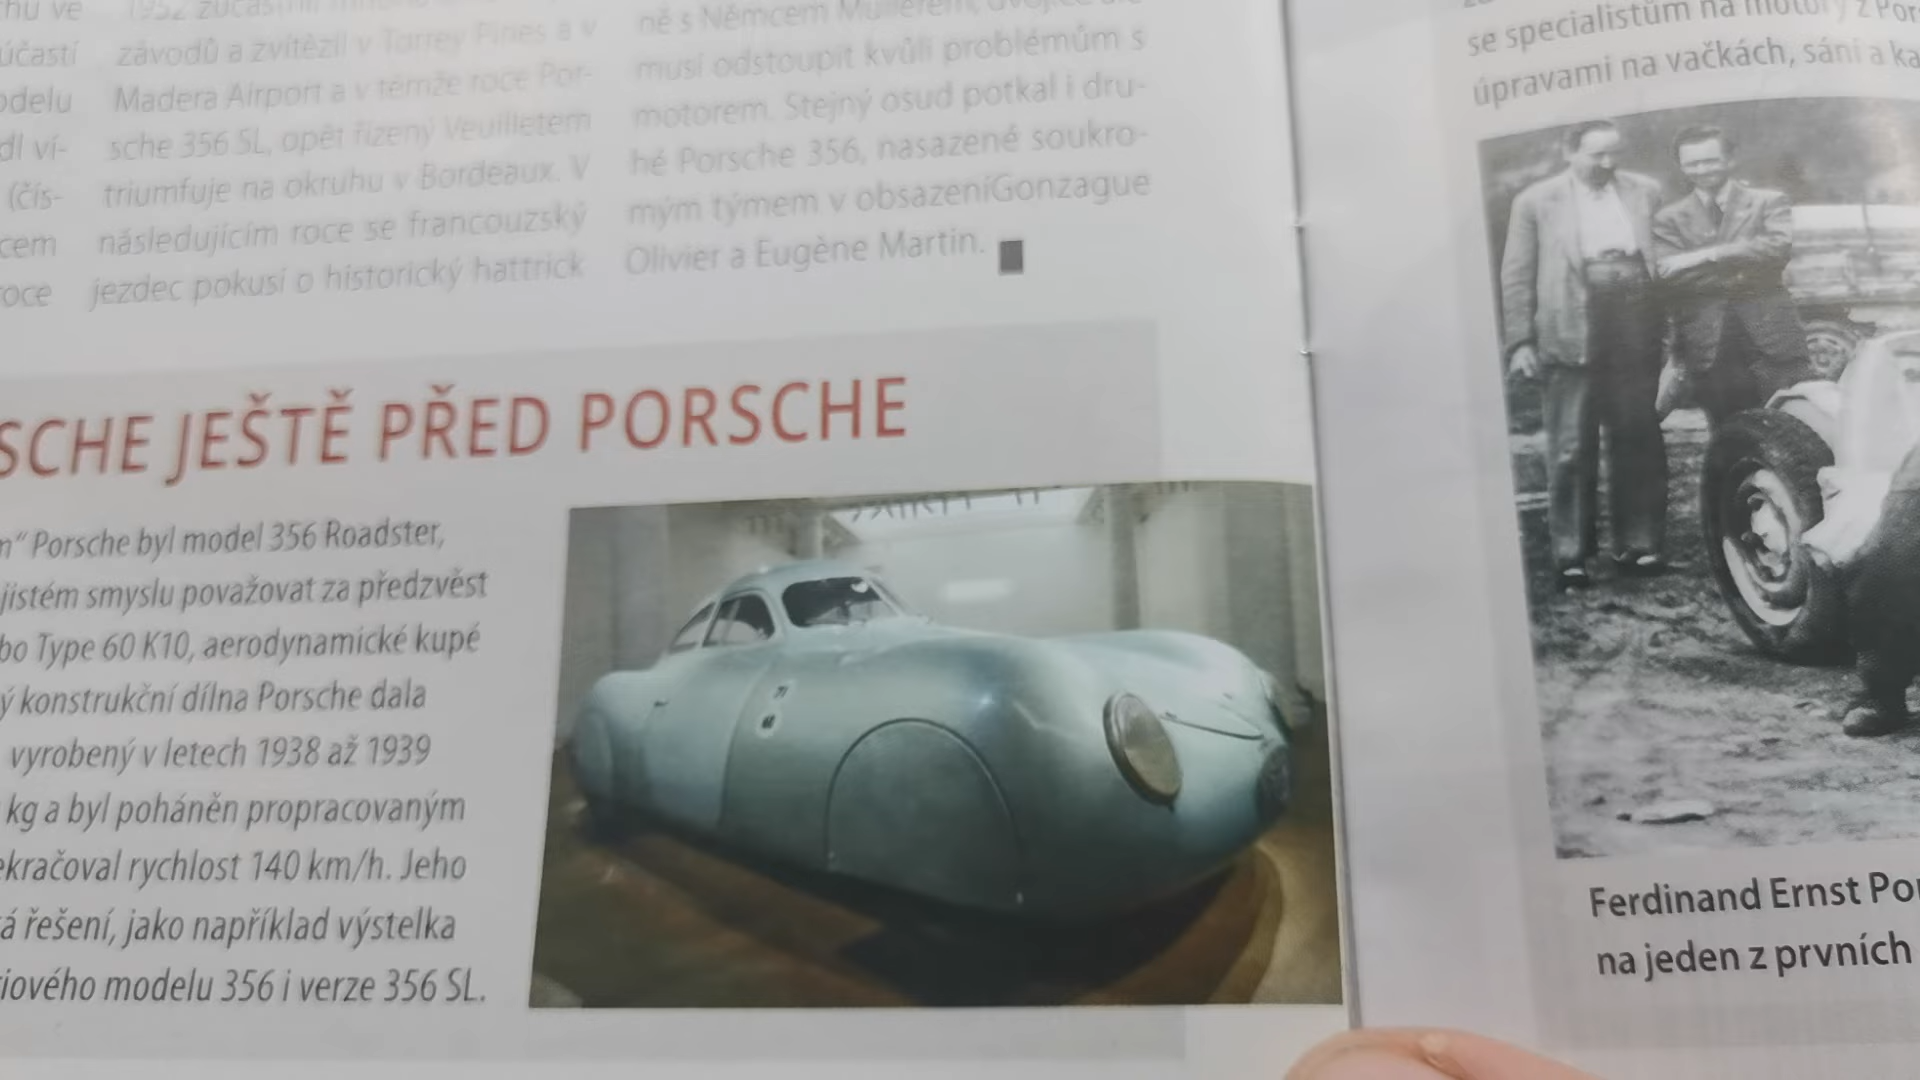 chu ve
účastí
odelu
dl ví-
(čís-
cem
roce
závodů a zvítězil v Torrey Pines a v
Madera Airport a v témže roce Por-
sche 356 SL, opět řízený Veuilletem
triumfuje na okruhu v Bordeaux. V
následujícím roce se francouzský
jezdec pokusí o historický hattrick
ně s Němcem Müllerem,
musí odstoupit kvůli problémům s
motorem. Stejný osud potkal i dru-
hé Porsche 356, nasazené soukro-
mým týmem v obsazeníGonzague
Olivier a Eugène Martin.
SCHE JEŠTĚ PŘED PORSCHE
m“ Porsche byl model 356 Roadster,
jistém smyslu považovat za předzvěst
bo Type 60 K10, aerodynamické kupé
ý konstrukční dílna Porsche dala
vyrobený v letech 1938 až 1939
kg a byl poháněn propracovaným
ekračoval rychlost 140 km/h. Jeho
á řešení, jako například výstelka
iového modelu 356 i verze 356 SL.
se specialistům na motory z Por
úpravami na vačkách, sání a ka
Ferdinand Ernst Po
na jeden z prvních